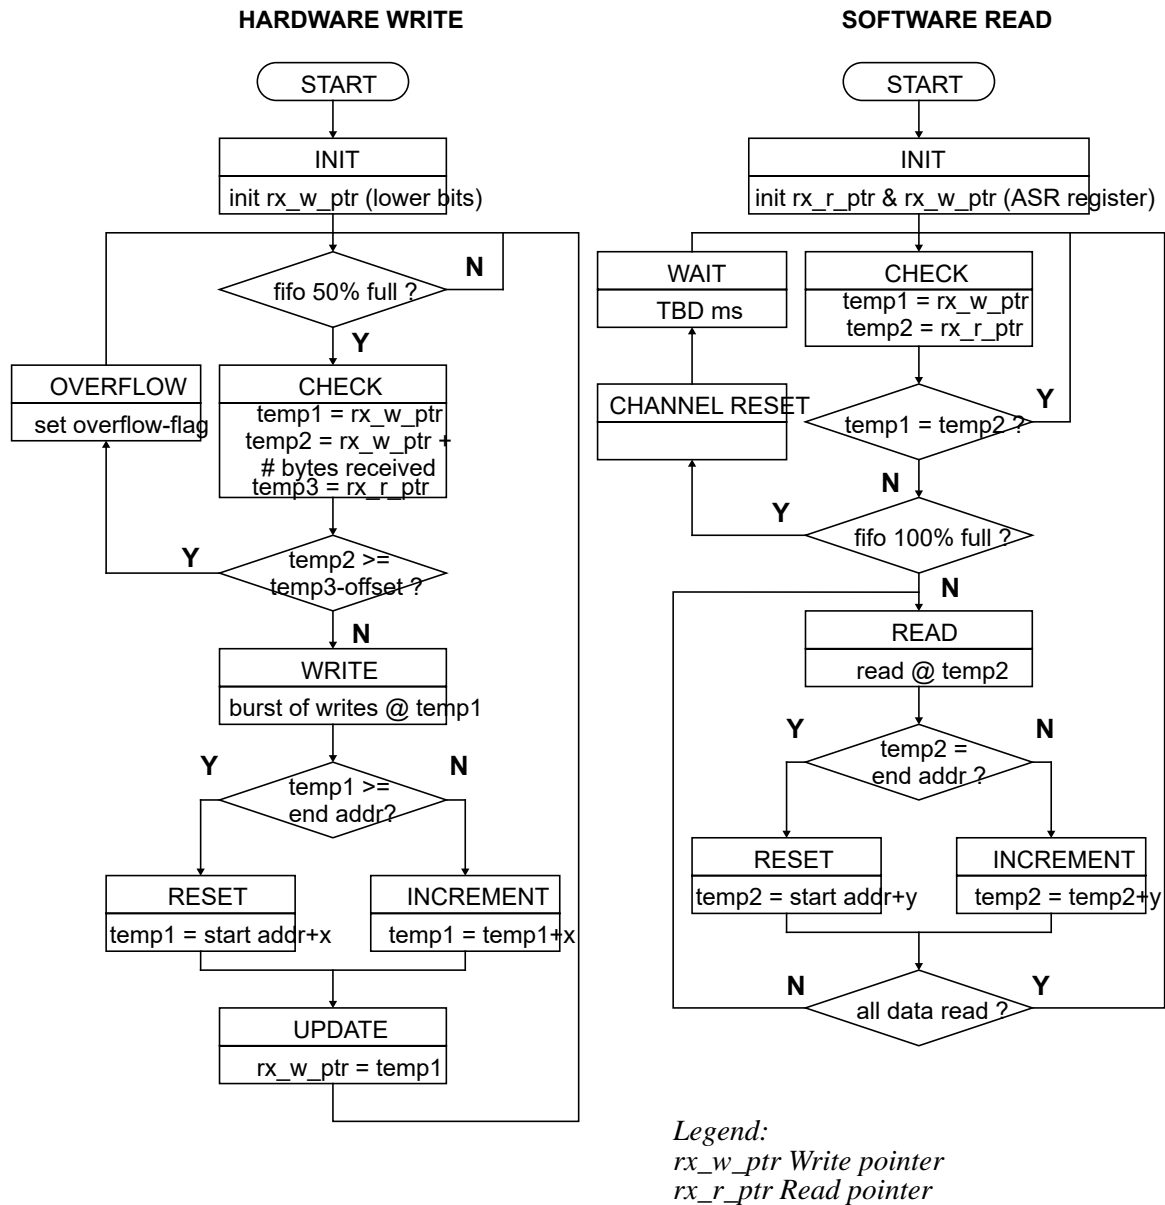 HARDWARE WRITE
START
INIT
init rx_w_ptr (lower bits)
fifo 50% full ?
N
Y
OVERFLOW
set overflow-flag
CHECK
temp1 = rx_w_ptr
temp2 = rx_w_ptr +
# bytes received
temp3 = rx_r_ptr
Y
temp2 >=
temp3-offset ?
N
WRITE
burst of writes @ temp1
Y
temp1 >=
end addr?
N
RESET
temp1 = start addr+x
INCREMENT
temp1 = temp1+x
UPDATE
rx_w_ptr = temp1
SOFTWARE READ
START
INIT
init rx_r_ptr & rx_w_ptr (ASR register)
WAIT
TBD ms
CHECK
temp1 = rx_w_ptr
temp2 = rx_r_ptr
CHANNEL RESET
temp1 = temp2 ?
Y
N
Y
fifo 100% full ?
N
READ
read @ temp2
Y
temp2 =
end addr ?
N
RESET
temp2 = start addr+y
INCREMENT
temp2 = temp2+y
N
all data read ?
Y
Legend:
rx_w_ptr Write pointer
rx_r_ptr Read pointer